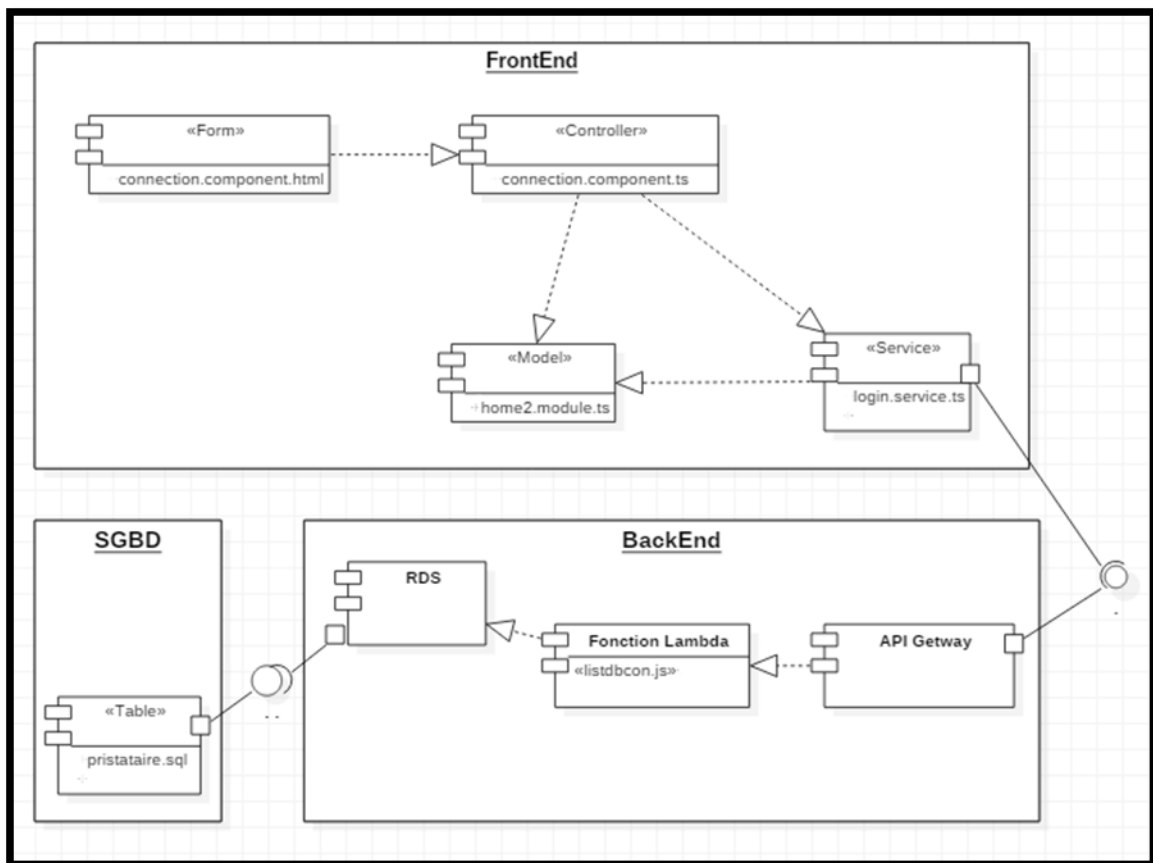 FrontEnd
«Form»
connection.component.html
«Controller»
connection.component.ts
«Model»
home2.module.ts
«Service»
login.service.ts
SGBD
«Table»
pristataire.sql
BackEnd
RDS
Fonction Lambda
«listdbcon.js»
API Getway